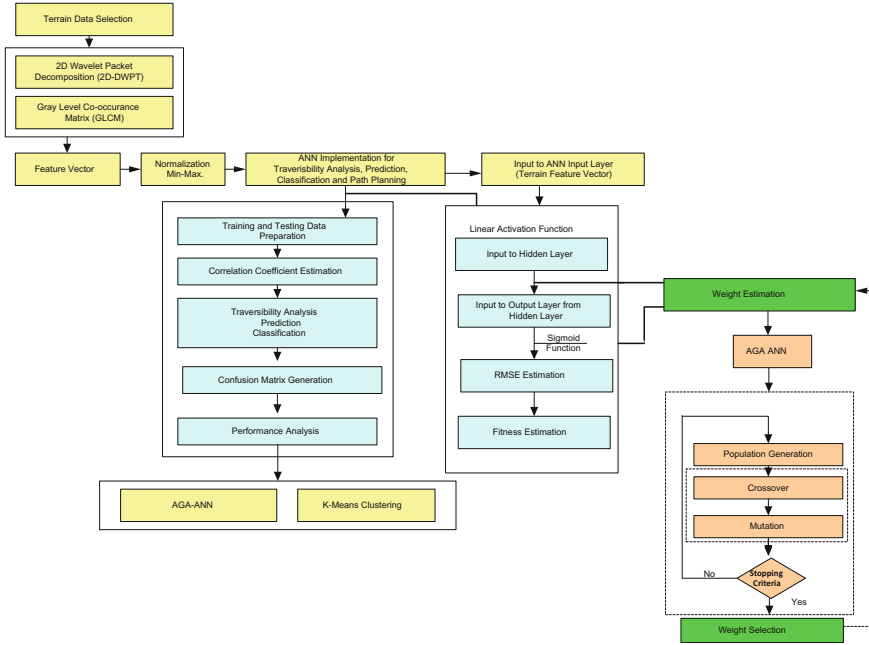 Terrain Data Selection
2D Wavelet Packet
Decomposition (2D-DWPT)
Gray Level Co-occurance
Matrix (GLCM)
Feature Vector
Normalization
Min-Max.
ANN Implementation for
Traverisbility Analysis, Prediction,
Classification and Path Planning
Input to ANN Input Layer
(Terrain Feature Vector)
Training and Testing Data
Preparation
Correlation Coefficient Estimation
Traversibility Analysis
Prediction
Classification
Confusion Matrix Generation
Performance Analysis
AGA-ANN
K-Means Clustering
Linear Activation Function
Input to Hidden Layer
Input to Output Layer from
Hidden Layer
Sigmoid
Function
RMSE Estimation
Fitness Estimation
Weight Estimation
AGA ANN
Population Generation
Crossover
Mutation
Stopping
Criteria
No
Yes
Weight Selection